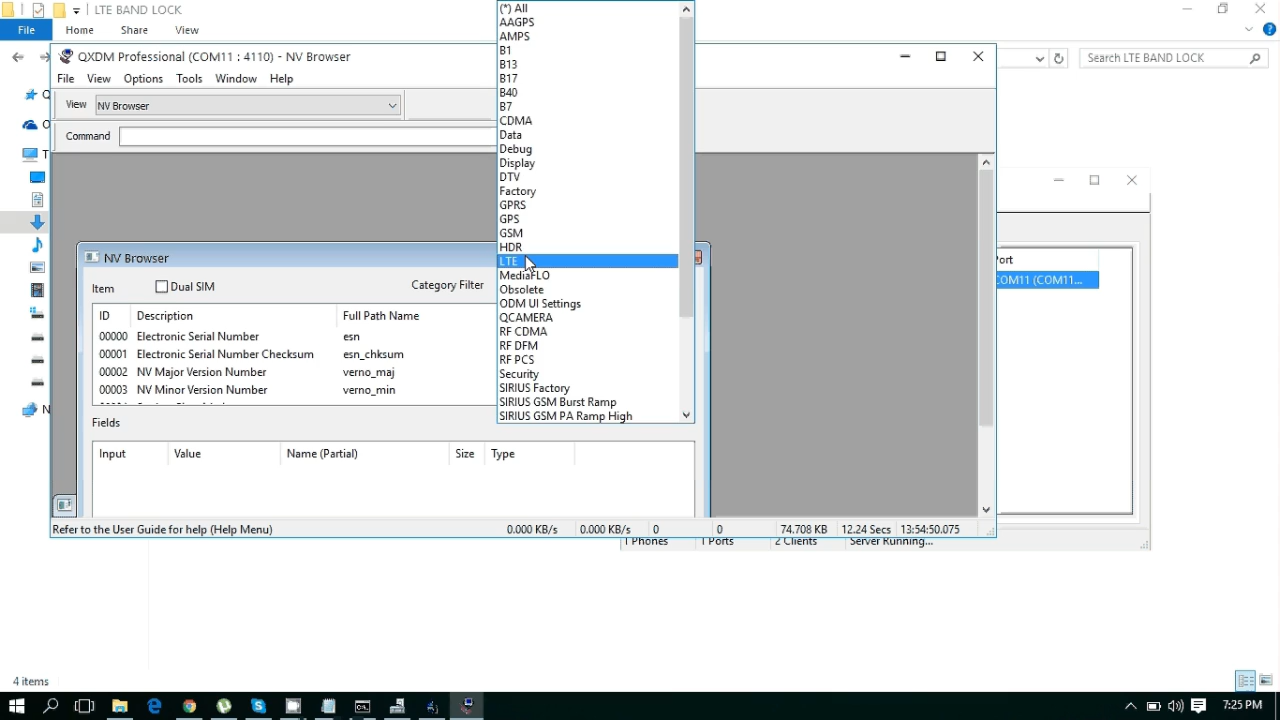 LTE BAND LOCK
File
Home
Share
View
Search LTE BAND LOCK
QXDM Professional (COM11 : 4110) - NV Browser
File
View
Options
Tools
Window
Help
View
NV Browser
Command
(*) All
AAGPS
AMPS
B1
B13
B17
B40
B7
CDMA
Data
Debug
Display
DTV
Factory
GPRS
GPS
GSM
HDR
LTE
MediaFLO
Obsolete
ODM UI Settings
QCAMERA
RF CDMA
RF DFM
RF PCS
Security
SIRIUS Factory
SIRIUS GSM Burst Ramp
SIRIUS GSM PA Ramp High
NV Browser
Item
Dual SIM
Category Filter
ID Description Full Path Name
00000 Electronic Serial Number esn
00001 Electronic Serial Number Checksum esn_chksum
00002 NV Major Version Number verno_maj
00003 NV Minor Version Number verno_min
Fields
Input Value Name (Partial) Size Type
COM11 (COM11...
Refer to the User Guide for help (Help Menu)
0.000 KB/s 0.000 KB/s 0 0 74.708 KB 12.24 Secs 13:54:50.075
1 Phones 1 Ports 2 Clients Server Running...
4 items
7:25 PM